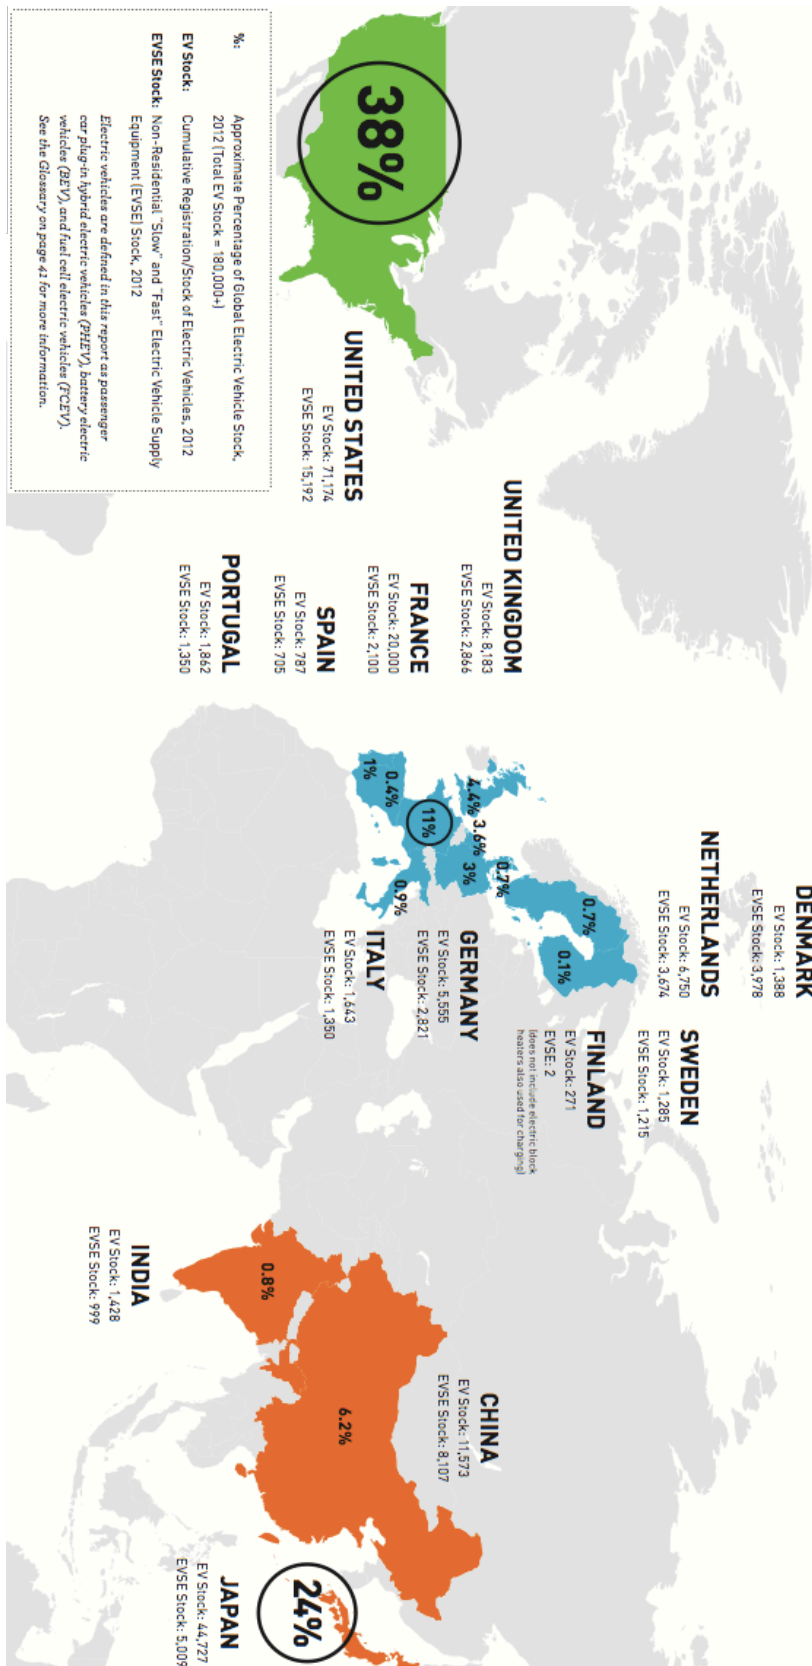 38%
UNITED STATES
EV Stock: 71,174
EVSE Stock: 15,192
%: Approximate Percentage of Global Electric Vehicle Stock,
2012 (Total EV Stock = 180,000+)
EV Stock: Cumulative Registration/Stock of Electric Vehicles, 2012
EVSE Stock: Non-Residential "Slow" and "Fast" Electric Vehicle Supply
Equipment (EVSE) Stock, 2012
Electric vehicles are defined in this report as passenger
car plug-in hybrid electric vehicles (PHEV), battery electric
vehicles (BEV), and fuel cell electric vehicles (FCEV).
See the Glossary on page 41 for more information.
UNITED KINGDOM
EV Stock: 8,183
EVSE Stock: 2,866
FRANCE
EV Stock: 20,000
EVSE Stock: 2,100
SPAIN
EV Stock: 787
EVSE Stock: 705
PORTUGAL
EV Stock: 1,862
EVSE Stock: 1,350
DENMARK
EV Stock: 1,388
EVSE Stock: 3,978
NETHERLANDS
EV Stock: 6,750
EVSE Stock: 3,674
0.7%
0.1%
0.7%
4.4%
3.6%
3%
11%
0.4%
1%
0.9%
SWEDEN
EV Stock: 1,285
EVSE Stock: 1,215
FINLAND
EV Stock: 271
EVSE: 2
(does not include electric block
heaters also used for charging)
GERMANY
EV Stock: 5,555
EVSE Stock: 2,821
ITALY
EV Stock: 1,643
EVSE Stock: 1,350
CHINA
EV Stock: 11,573
EVSE Stock: 8,107
6.2%
0.8%
INDIA
EV Stock: 1,428
EVSE Stock: 999
24%
JAPAN
EV Stock: 44,727
EVSE Stock: 5,009